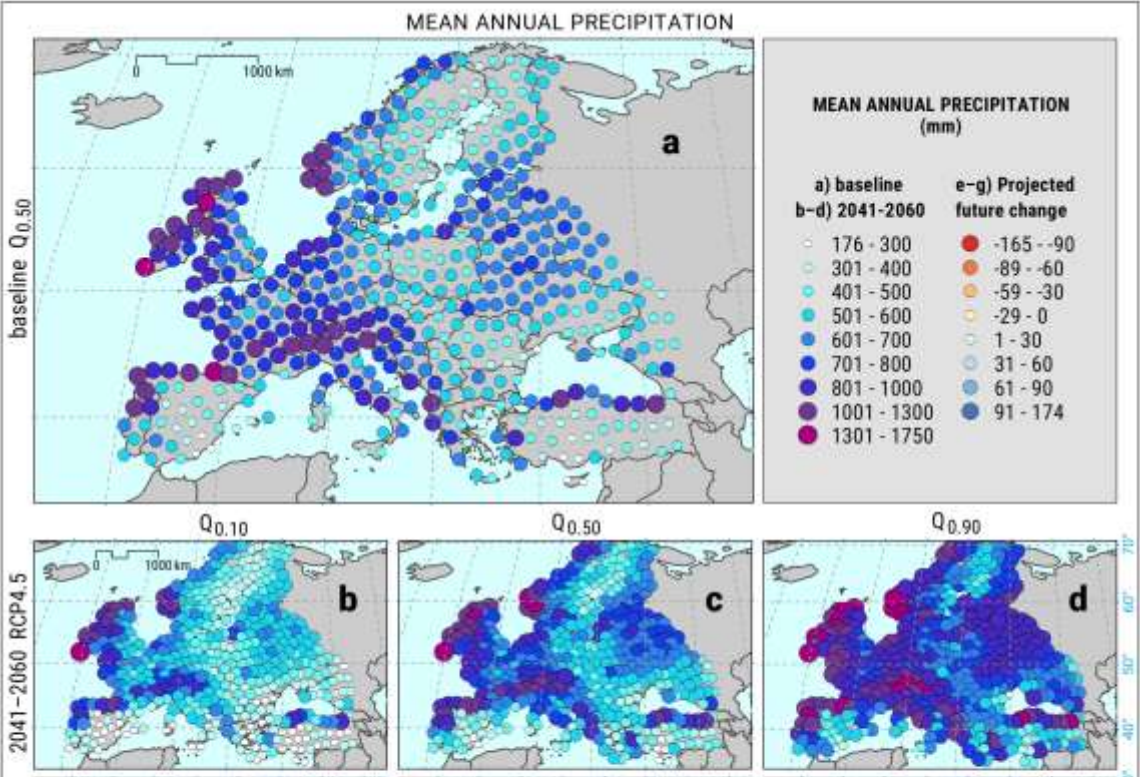 MEAN ANNUAL PRECIPITATION
baseline Q0.50
0 1000 km
a
MEAN ANNUAL PRECIPITATION
(mm)
a) baseline
b-d) 2041-2060
176 - 300
301 - 400
401 - 500
501 - 600
601 - 700
701 - 800
801 - 1000
1001 - 1300
1301 - 1750
e-g) Projected
future change
-165 - -90
-89 - -60
-59 - -30
-29 - 0
1 - 30
31 - 60
61 - 90
91 - 174
Q0.10
Q0.50
Q0.90
2041-2060 RCP4.5
0 1000 km
b
c
d
70°
60°
50°
40°